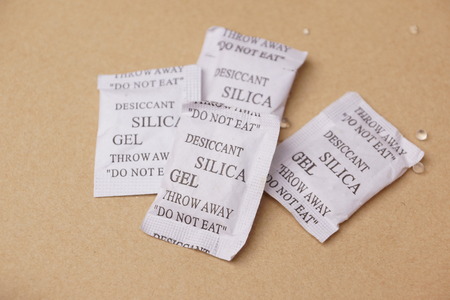 THROW AWAY
"DO NOT EAT"
DESICCANT
SILICA
GEL
THROW AWAY
"DO NOT EAT"
THROW AWAY
"DO NOT EAT"
DESICCANT
SILICA
"DO NOT EAT"
DESICCANT
SILICA
GEL
THROW AWAY
"DO NOT EAT"
DESICCANT
THROW AWAY
"DO NOT EAT"
DESICCANT
SILICA
GEL
THROW AWAY
"DO NOT EAT"